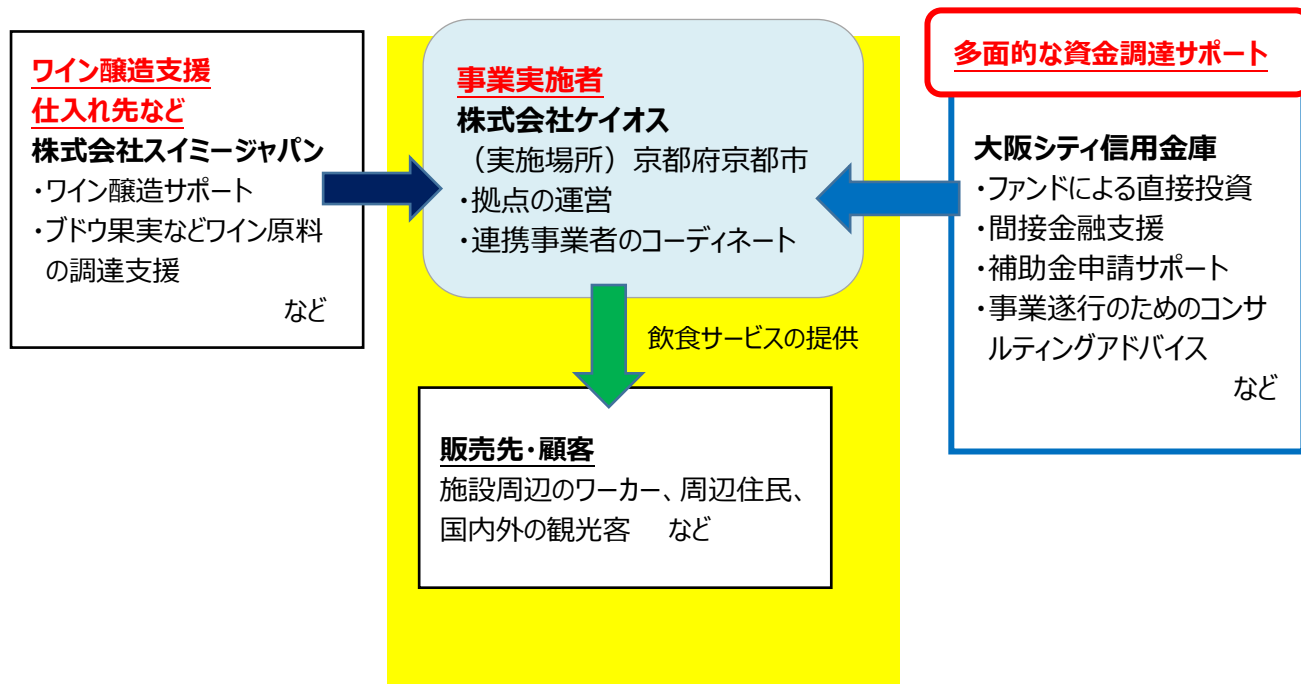 ワイン醸造支援
仕入れ先など
株式会社スイミージャパン
・ワイン醸造サポート
・ブドウ果実などワイン原料
の調達支援
など
事業実施者
株式会社ケイオス
（実施場所）京都府京都市
・拠点の運営
・連携事業者のコーディネート
多面的な資金調達サポート
大阪シティ信用金庫
・ファンドによる直接投資
・間接金融支援
・補助金申請サポート
・事業遂行のためのコンサ
ルティングアドバイス
など
飲食サービスの提供
販売先・顧客
施設周辺のワーカー、周辺住民、
国内外の観光客　など